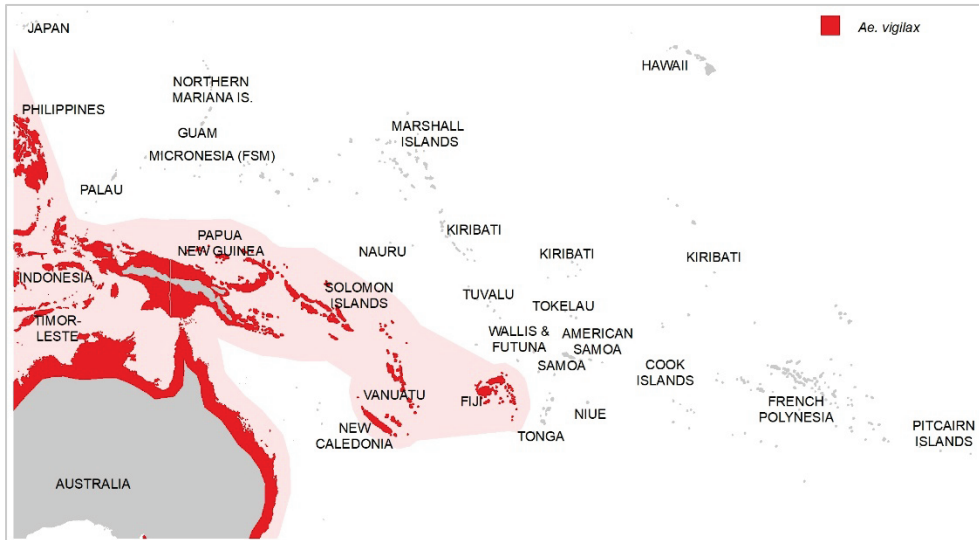 JAPAN
Ae. vigilax
HAWAII
NORTHERN
MARIANA IS.
PHILIPPINES
GUAM
MARSHALL
ISLANDS
MICRONESIA (FSM)
PALAU
KIRIBATI
PAPUA
NEW GUINEA
NAURU
KIRIBATI
KIRIBATI
INDONESIA
SOLOMON
ISLANDS
TUVALU
TOKELAU
TIMOR-
LESTE
WALLIS &
FUTUNA
AMERICAN
SAMOA
SAMOA
COOK
ISLANDS
VANUATU
FIJI
FRENCH
POLYNESIA
NIUE
NEW
CALEDONIA
TONGA
PITCAIRN
ISLANDS
AUSTRALIA